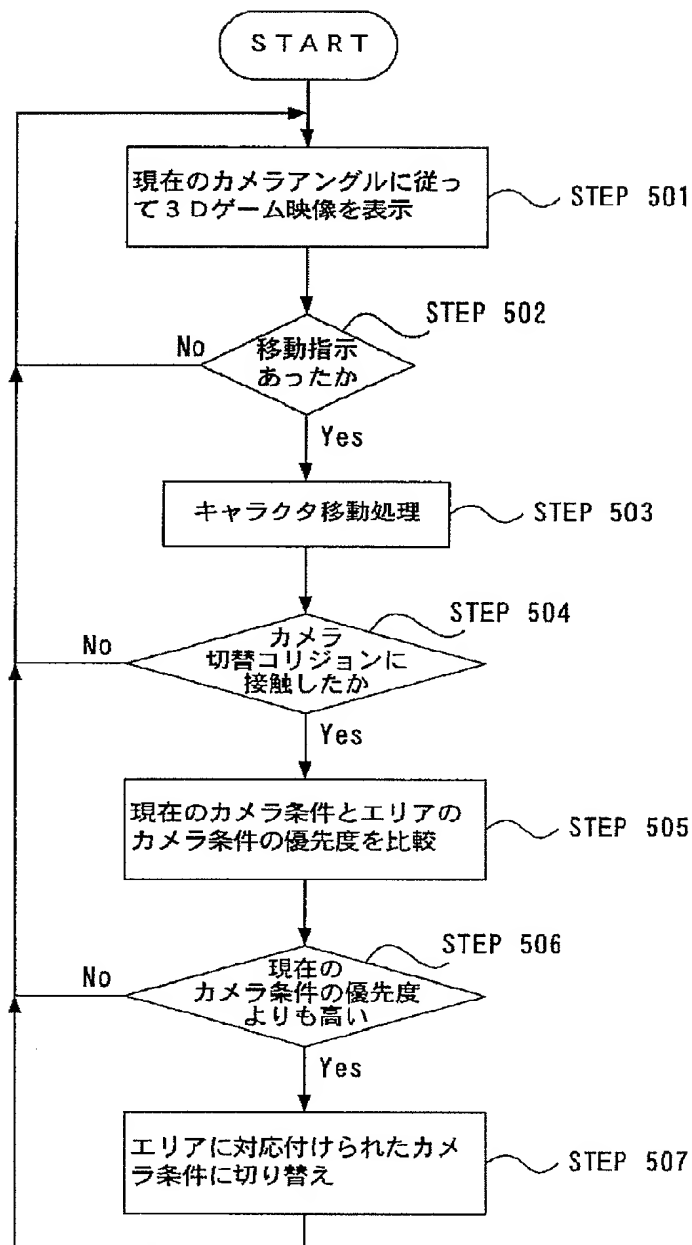 ＳＴＡＲＴ
現在のカメラアングルに従っ
て３Ｄゲーム映像を表示
STEP 501
STEP 502
No
移動指示
あったか
Yes
キャラクタ移動処理
STEP 503
STEP 504
No
カメラ
切替コリジョンに
接触したか
Yes
現在のカメラ条件とエリアの
カメラ条件の優先度を比較
STEP 505
STEP 506
No
現在の
カメラ条件の優先度
よりも高い
Yes
エリアに対応付けられたカメ
ラ条件に切り替え
STEP 507